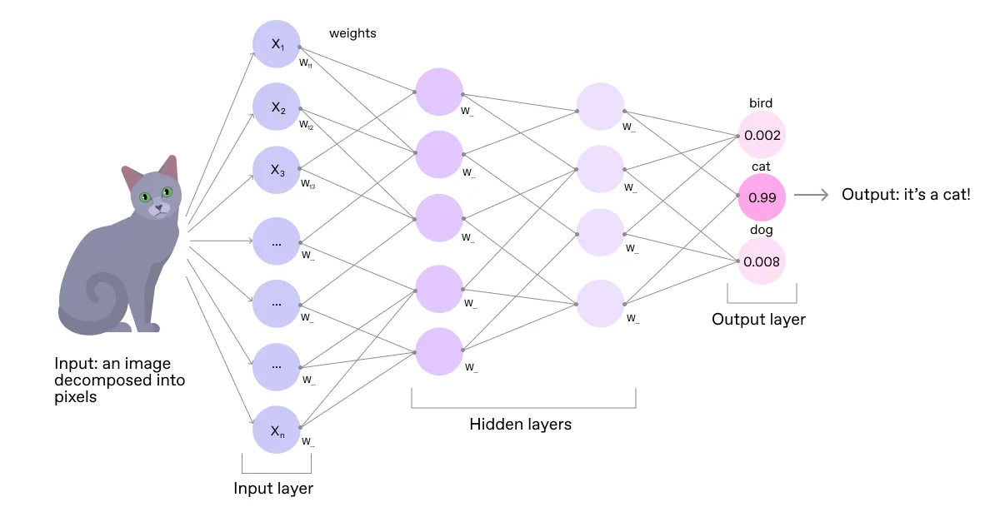 weights
X₁
W₁₁
X₂
W₁₂
X₃
W₁₃
...
W...
...
W...
...
W...
Xₙ
W...
Input: an image
decomposed into
pixels
Input layer
W...
W...
W...
W...
W...
W...
W...
W...
W...
Hidden layers
bird
0.002
cat
0.99
dog
0.008
Output layer
Output: it’s a cat!